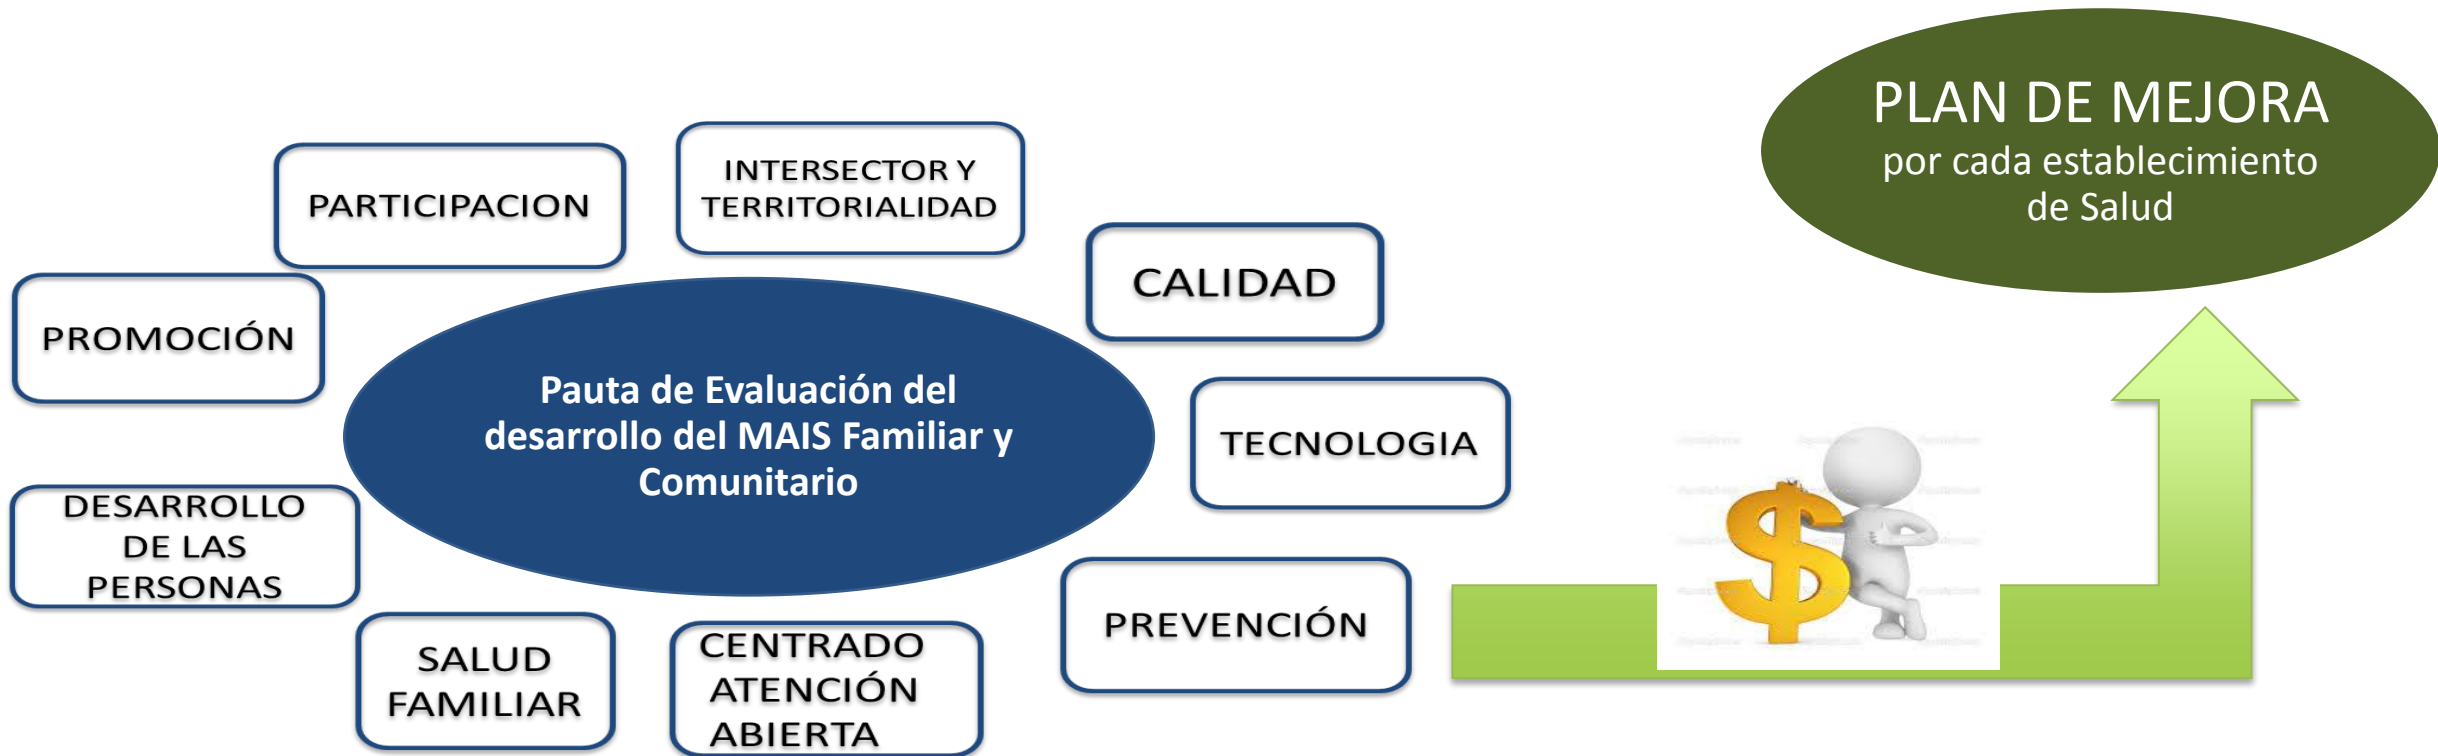 PLAN DE MEJORA
por cada establecimiento
de Salud
INTERSECTOR Y
TERRITORIALIDAD
PARTICIPACION
CALIDAD
PROMOCIÓN
Pauta de Evaluación del
desarrollo del MAIS Familiar y
Comunitario
TECNOLOGIA
DESARROLLO
DE LAS
PERSONAS
PREVENCIÓN
SALUD
FAMILIAR
CENTRADO
ATENCIÓN
ABIERTA